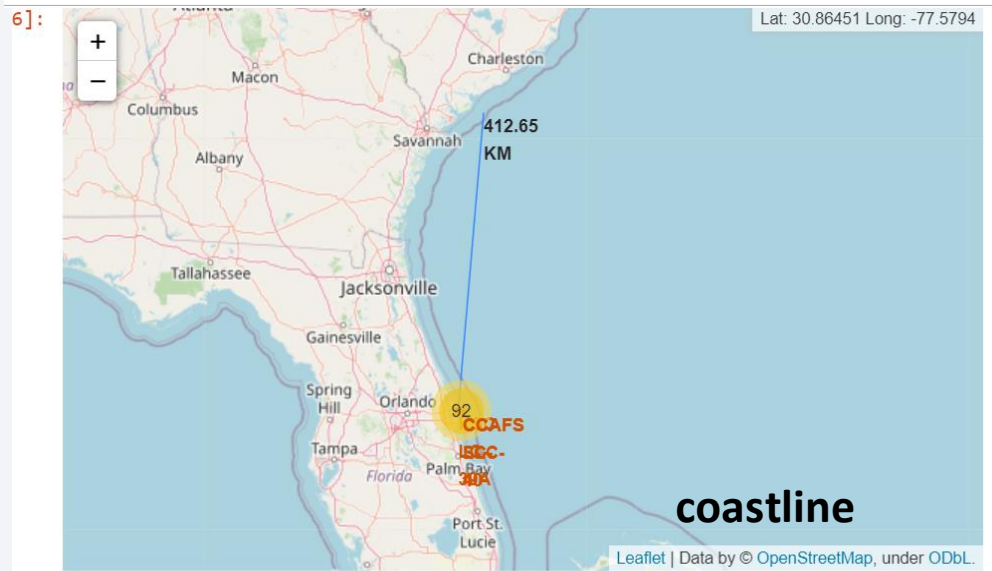 6]:
Lat: 30.86451 Long: -77.5794
+
−
Charleston
Macon
Columbus
412.65
KM
Savannah
Albany
Tallahassee
Jacksonville
Gainesville
Spring
Hill
Orlando
92
CCAFS
Tampa
Palm Bay
Florida
coastline
Port St.
Lucie
Leaflet | Data by © OpenStreetMap, under ODbL.